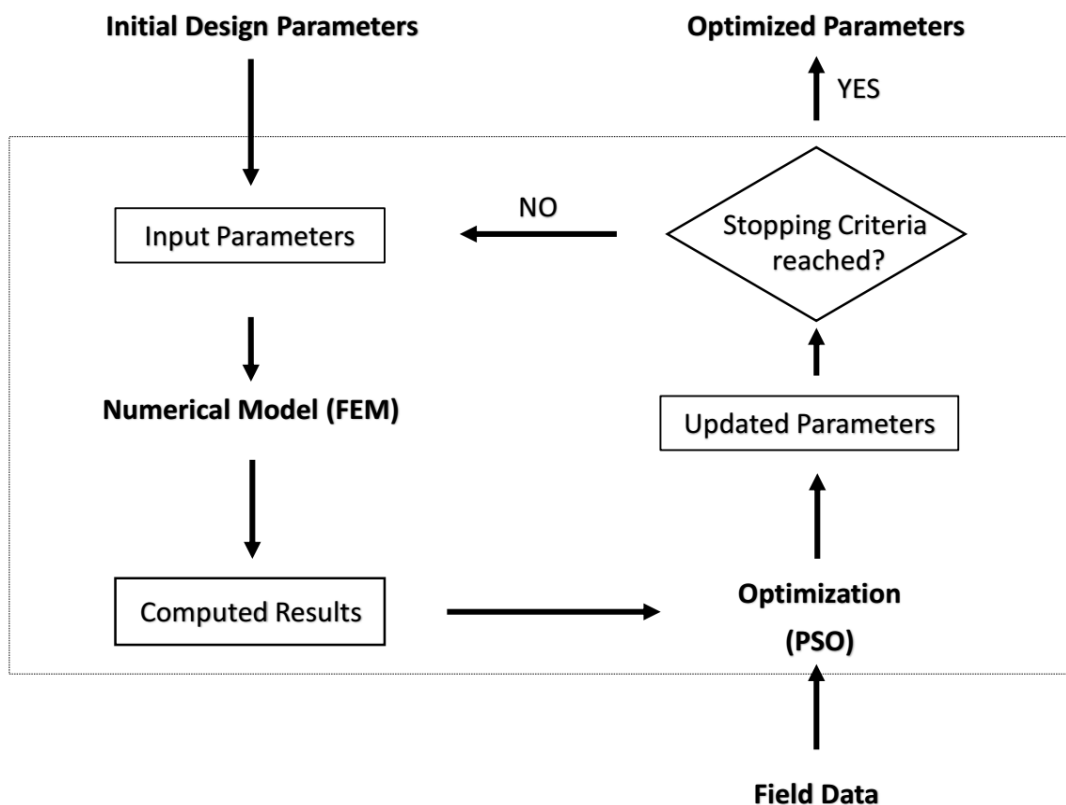 Initial Design Parameters
Optimized Parameters
YES
NO
Input Parameters
Stopping Criteria
reached?
Numerical Model (FEM)
Updated Parameters
Computed Results
Optimization
(PSO)
Field Data